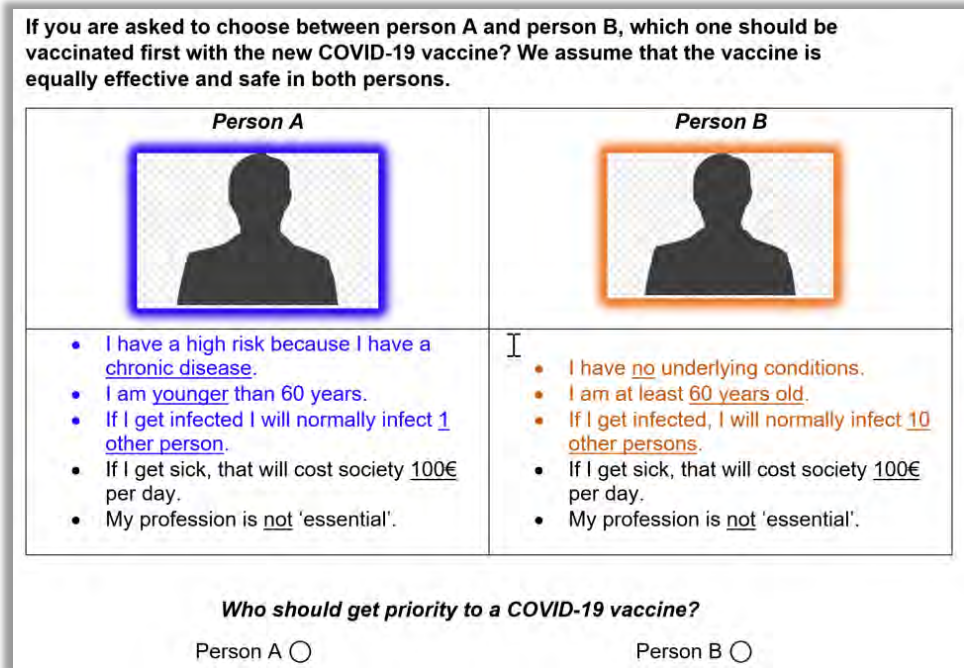 If you are asked to choose between person A and person B, which one should be
vaccinated first with the new COVID-19 vaccine? We assume that the vaccine is
equally effective and safe in both persons.
Person A
Person B
• I have a high risk because I have a
chronic disease.
• I am younger than 60 years.
• If I get infected I will normally infect 1
other person.
• If I get sick, that will cost society 100€
per day.
• My profession is not ‘essential’.
• I have no underlying conditions.
• I am at least 60 years old.
• If I get infected, I will normally infect 10
other persons.
• If I get sick, that will cost society 100€
per day.
• My profession is not ‘essential’.
Who should get priority to a COVID-19 vaccine?
Person A
Person B